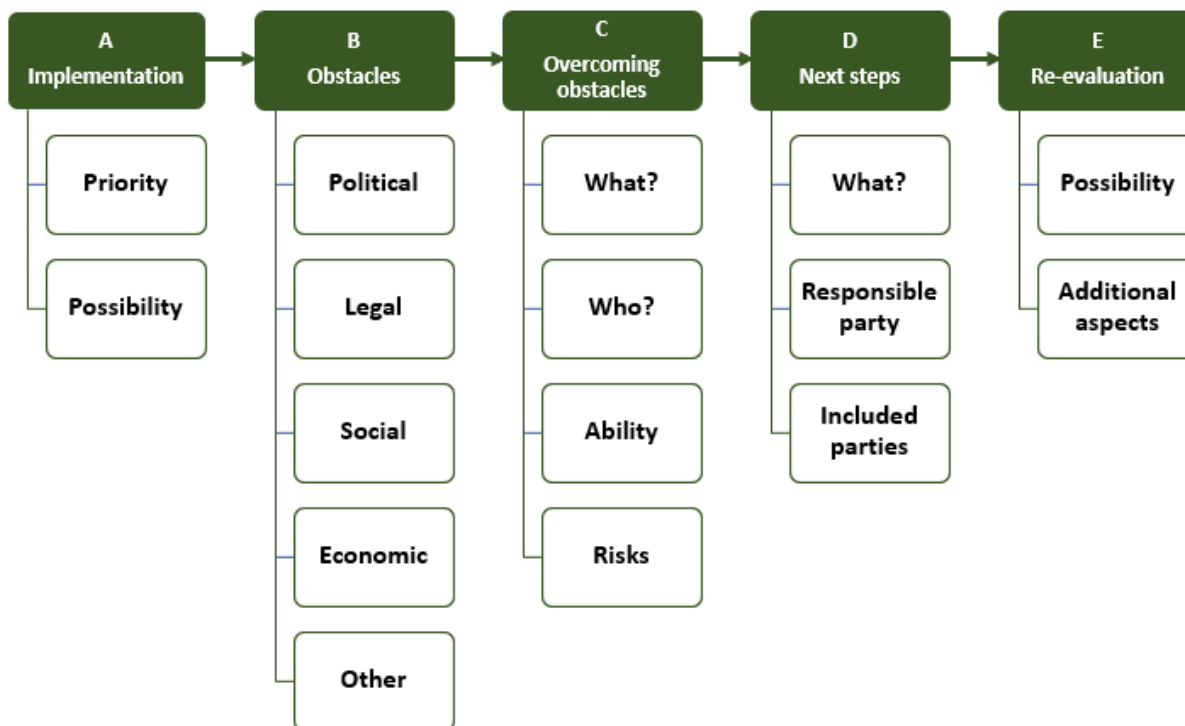 A
Implementation
Priority
Possibility
B
Obstacles
Political
Legal
Social
Economic
Other
C
Overcoming
obstacles
What?
Who?
Ability
Risks
D
Next steps
What?
Responsible
party
Included
parties
E
Re-evaluation
Possibility
Additional
aspects